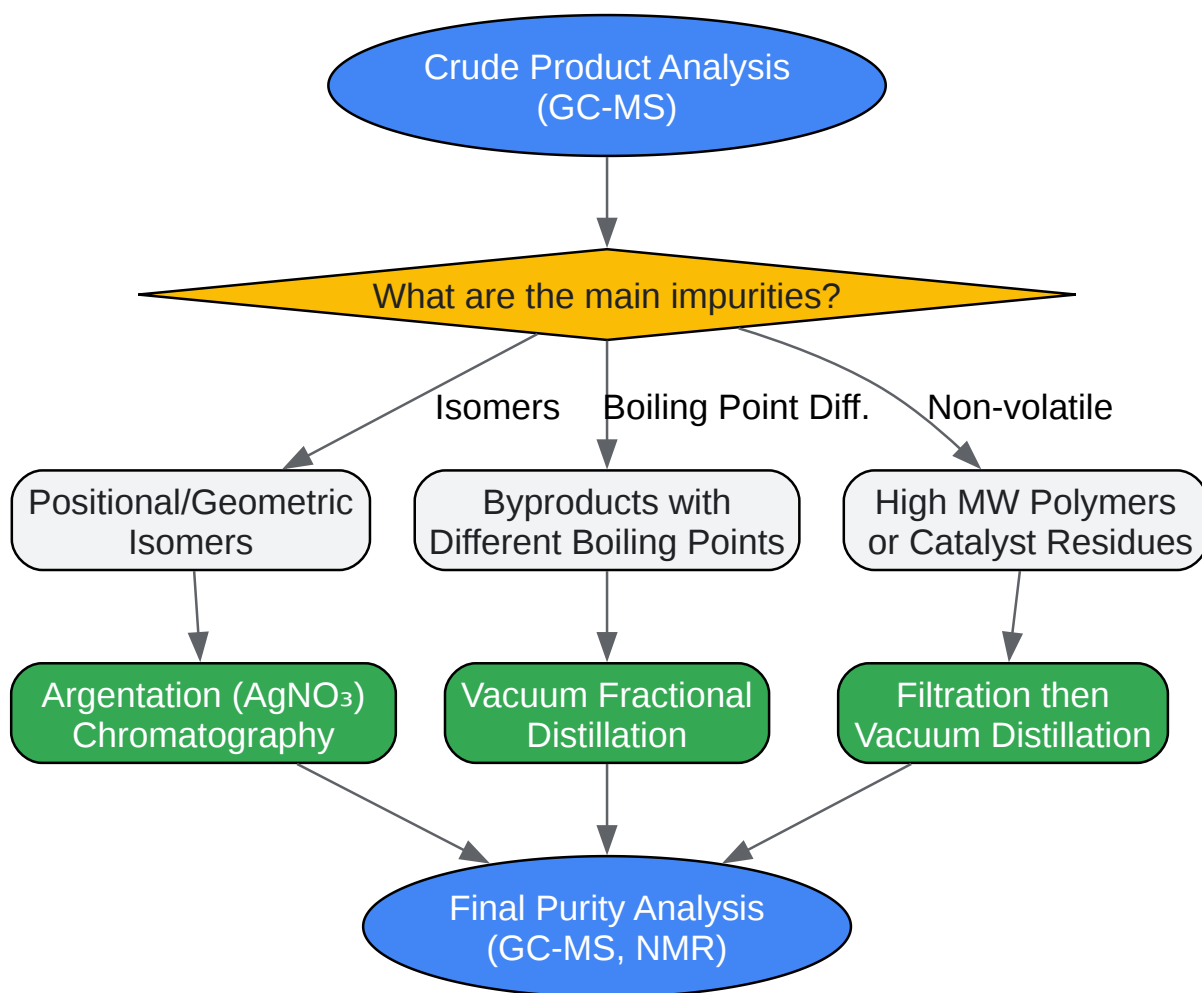 Crude Product Analysis
(GC-MS)
What are the main impurities?
Isomers
Boiling Point Diff.
Non-volatile
Positional/Geometric
Isomers
Byproducts with
Different Boiling Points
High MW Polymers
or Catalyst Residues
Argentation (AgNO₃)
Chromatography
Vacuum Fractional
Distillation
Filtration then
Vacuum Distillation
Final Purity Analysis
(GC-MS, NMR)